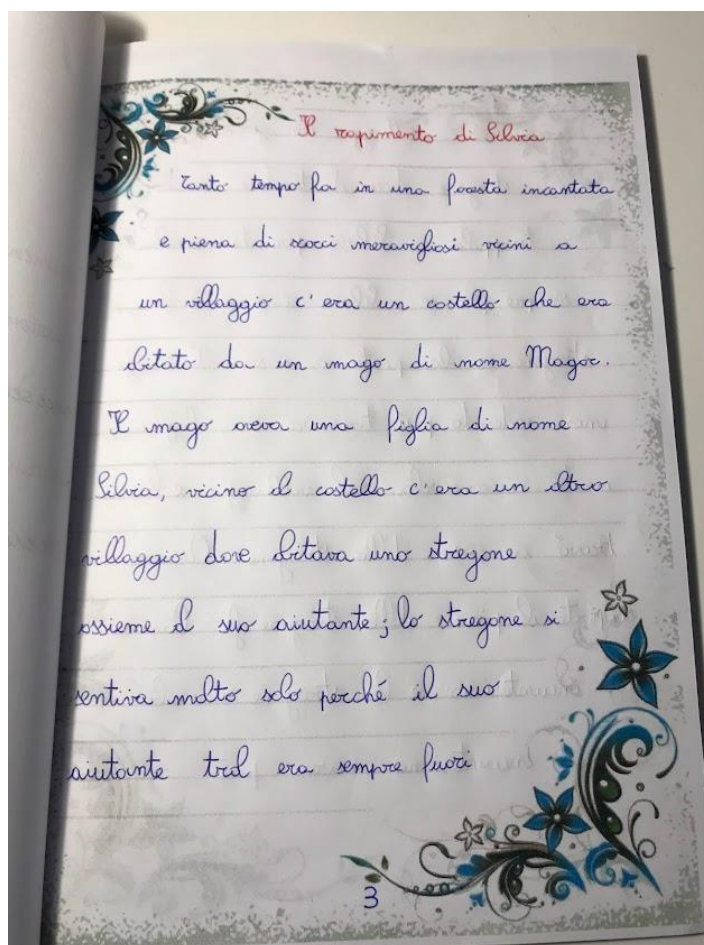 Il rapimento di Silvia
Tanto tempo fa in una foresta incantata
e piena di scorci meravigliosi vicini a
un villaggio c'era un castello che era
abitato da un mago di nome Magor.
Il mago aveva una figlia di nome
Silvia, vicino al castello c'era un altro
villaggio dove abitava uno stregone
assieme al suo aiutante; lo stregone si
sentiva molto solo perché il suo
aiutante trol era sempre fuori
3